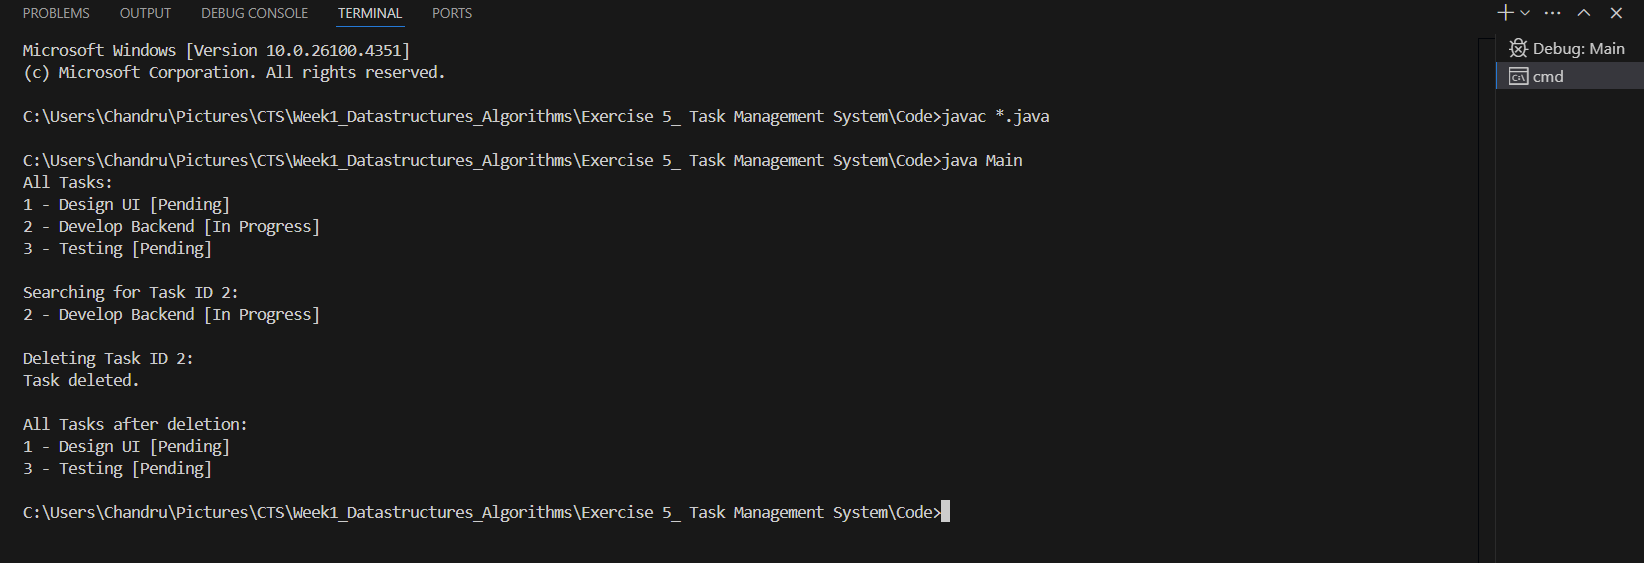 PROBLEMS OUTPUT DEBUG CONSOLE TERMINAL PORTS
Microsoft Windows [Version 10.0.26100.4351]
(c) Microsoft Corporation. All rights reserved.
C:\Users\Chandru\Pictures\CTS\Week1_Datastructures_Algorithms\Exercise 5_ Task Management System\Code>javac *.java
C:\Users\Chandru\Pictures\CTS\Week1_Datastructures_Algorithms\Exercise 5_ Task Management System\Code>java Main
All Tasks:
1 - Design UI [Pending]
2 - Develop Backend [In Progress]
3 - Testing [Pending]
Searching for Task ID 2:
2 - Develop Backend [In Progress]
Deleting Task ID 2:
Task deleted.
All Tasks after deletion:
1 - Design UI [Pending]
3 - Testing [Pending]
C:\Users\Chandru\Pictures\CTS\Week1_Datastructures_Algorithms\Exercise 5_ Task Management System\Code>
Debug: Main
cmd